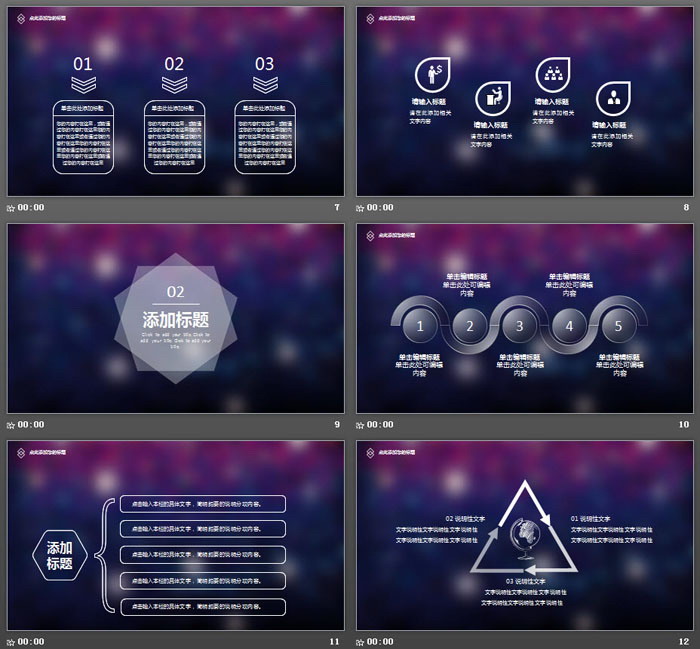 点此添加您的标题
01
02
03
单击此处添加标题
单击此处添加标题
单击此处添加标题
00:00
7
点此添加您的标题
请输入标题
请在此添加相关
文字内容
请输入标题
请在此添加相关
文字内容
请输入标题
请在此添加相关
文字内容
请输入标题
请在此添加相关
文字内容
00:00
8
02
添加标题
00:00
9
点此添加您的标题
单击编辑标题
单击此处可编辑
内容
单击编辑标题
单击此处可编辑
内容
1
2
3
4
5
单击编辑标题
单击此处可编辑
内容
单击编辑标题
单击此处可编辑
内容
单击编辑标题
单击此处可编辑
内容
00:00
10
点此添加您的标题
添加
标题
点击输入本栏的具体文字，简明扼要的说明分项内容。
点击输入本栏的具体文字，简明扼要的说明分项内容。
点击输入本栏的具体文字，简明扼要的说明分项内容。
点击输入本栏的具体文字，简明扼要的说明分项内容。
点击输入本栏的具体文字，简明扼要的说明分项内容。
00:00
11
点此添加您的标题
02 说明性文字
文字说明性文字说明性文字说明性
文字说明性文字说明性文字说明性
01 说明性文字
文字说明性文字说明性文字说明性
文字说明性文字说明性文字说明性
03 说明性文字
文字说明性文字说明性文字说明性
文字说明性文字说明性文字说明性
00:00
12